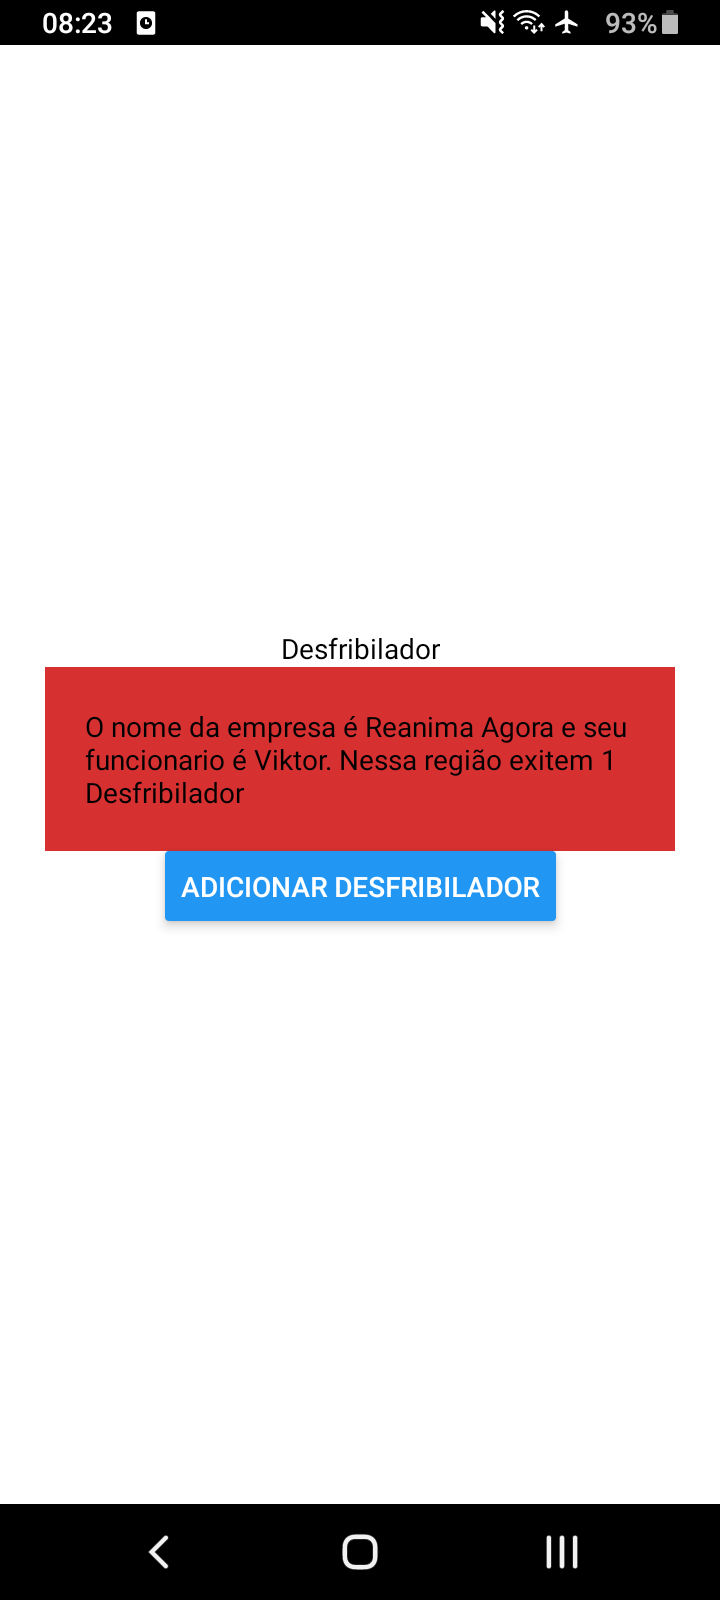 08:23
93%
Desfribilador
O nome da empresa é Reanima Agora e seu
funcionario é Viktor. Nessa região exitem 1
Desfribilador
ADICIONAR DESFRIBILADOR